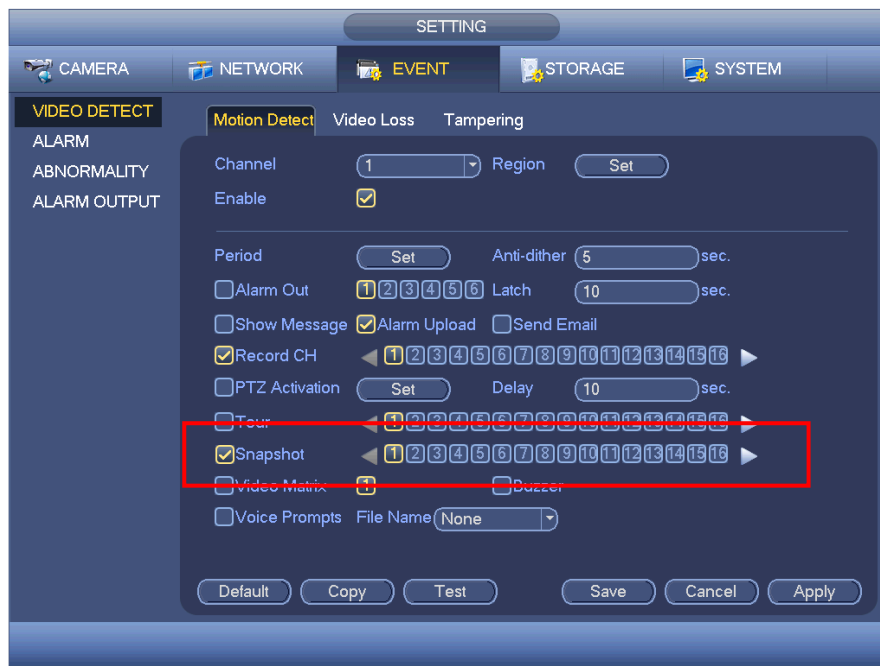 SETTING
CAMERA NETWORK EVENT STORAGE SYSTEM
VIDEO DETECT
ALARM
ABNORMALITY
ALARM OUTPUT
Motion Detect Video Loss Tampering
Channel 1 Region Set
Enable
Period Set Anti-dither 5 sec.
Alarm Out 1 2 3 4 5 6 Latch 10 sec.
Show Message Alarm Upload Send Email
Record CH 1 2 3 4 5 6 7 8 9 10 11 12 13 14 15 16
PTZ Activation Set Delay 10 sec.
Tour 1 2 3 4 5 6 7 8 9 10 11 12 13 14 15 16
Snapshot 1 2 3 4 5 6 7 8 9 10 11 12 13 14 15 16
Video Matrix 1 Buzzer
Voice Prompts File Name None
Default Copy Test Save Cancel Apply